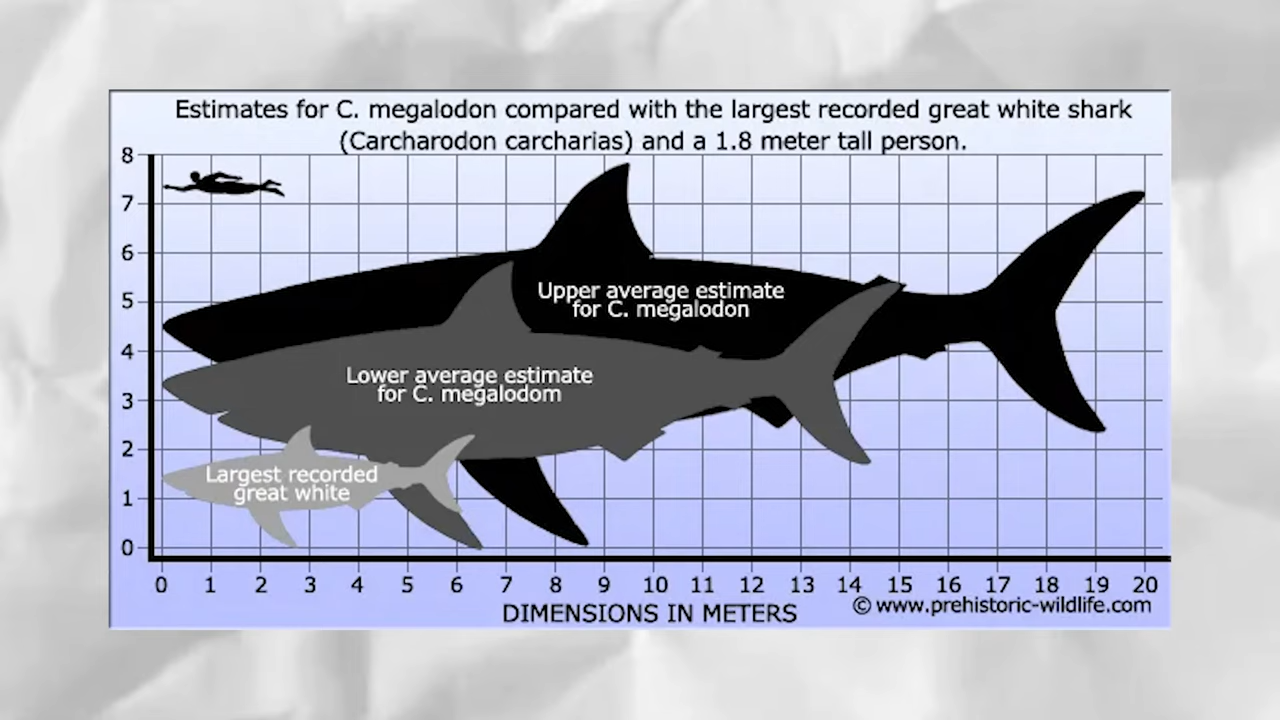 Estimates for C. megalodon compared with the largest recorded great white shark
(Carcharodon carcharias) and a 1.8 meter tall person.
8
7
6
5
4
3
2
1
0
Upper average estimate
for C. megalodon
Lower average estimate
for C. megalodom
Largest recorded
great white
0 1 2 3 4 5 6 7 8 9 10 11 12 13 14 15 16 17 18 19 20
DIMENSIONS IN METERS
© www.prehistoric-wildlife.com